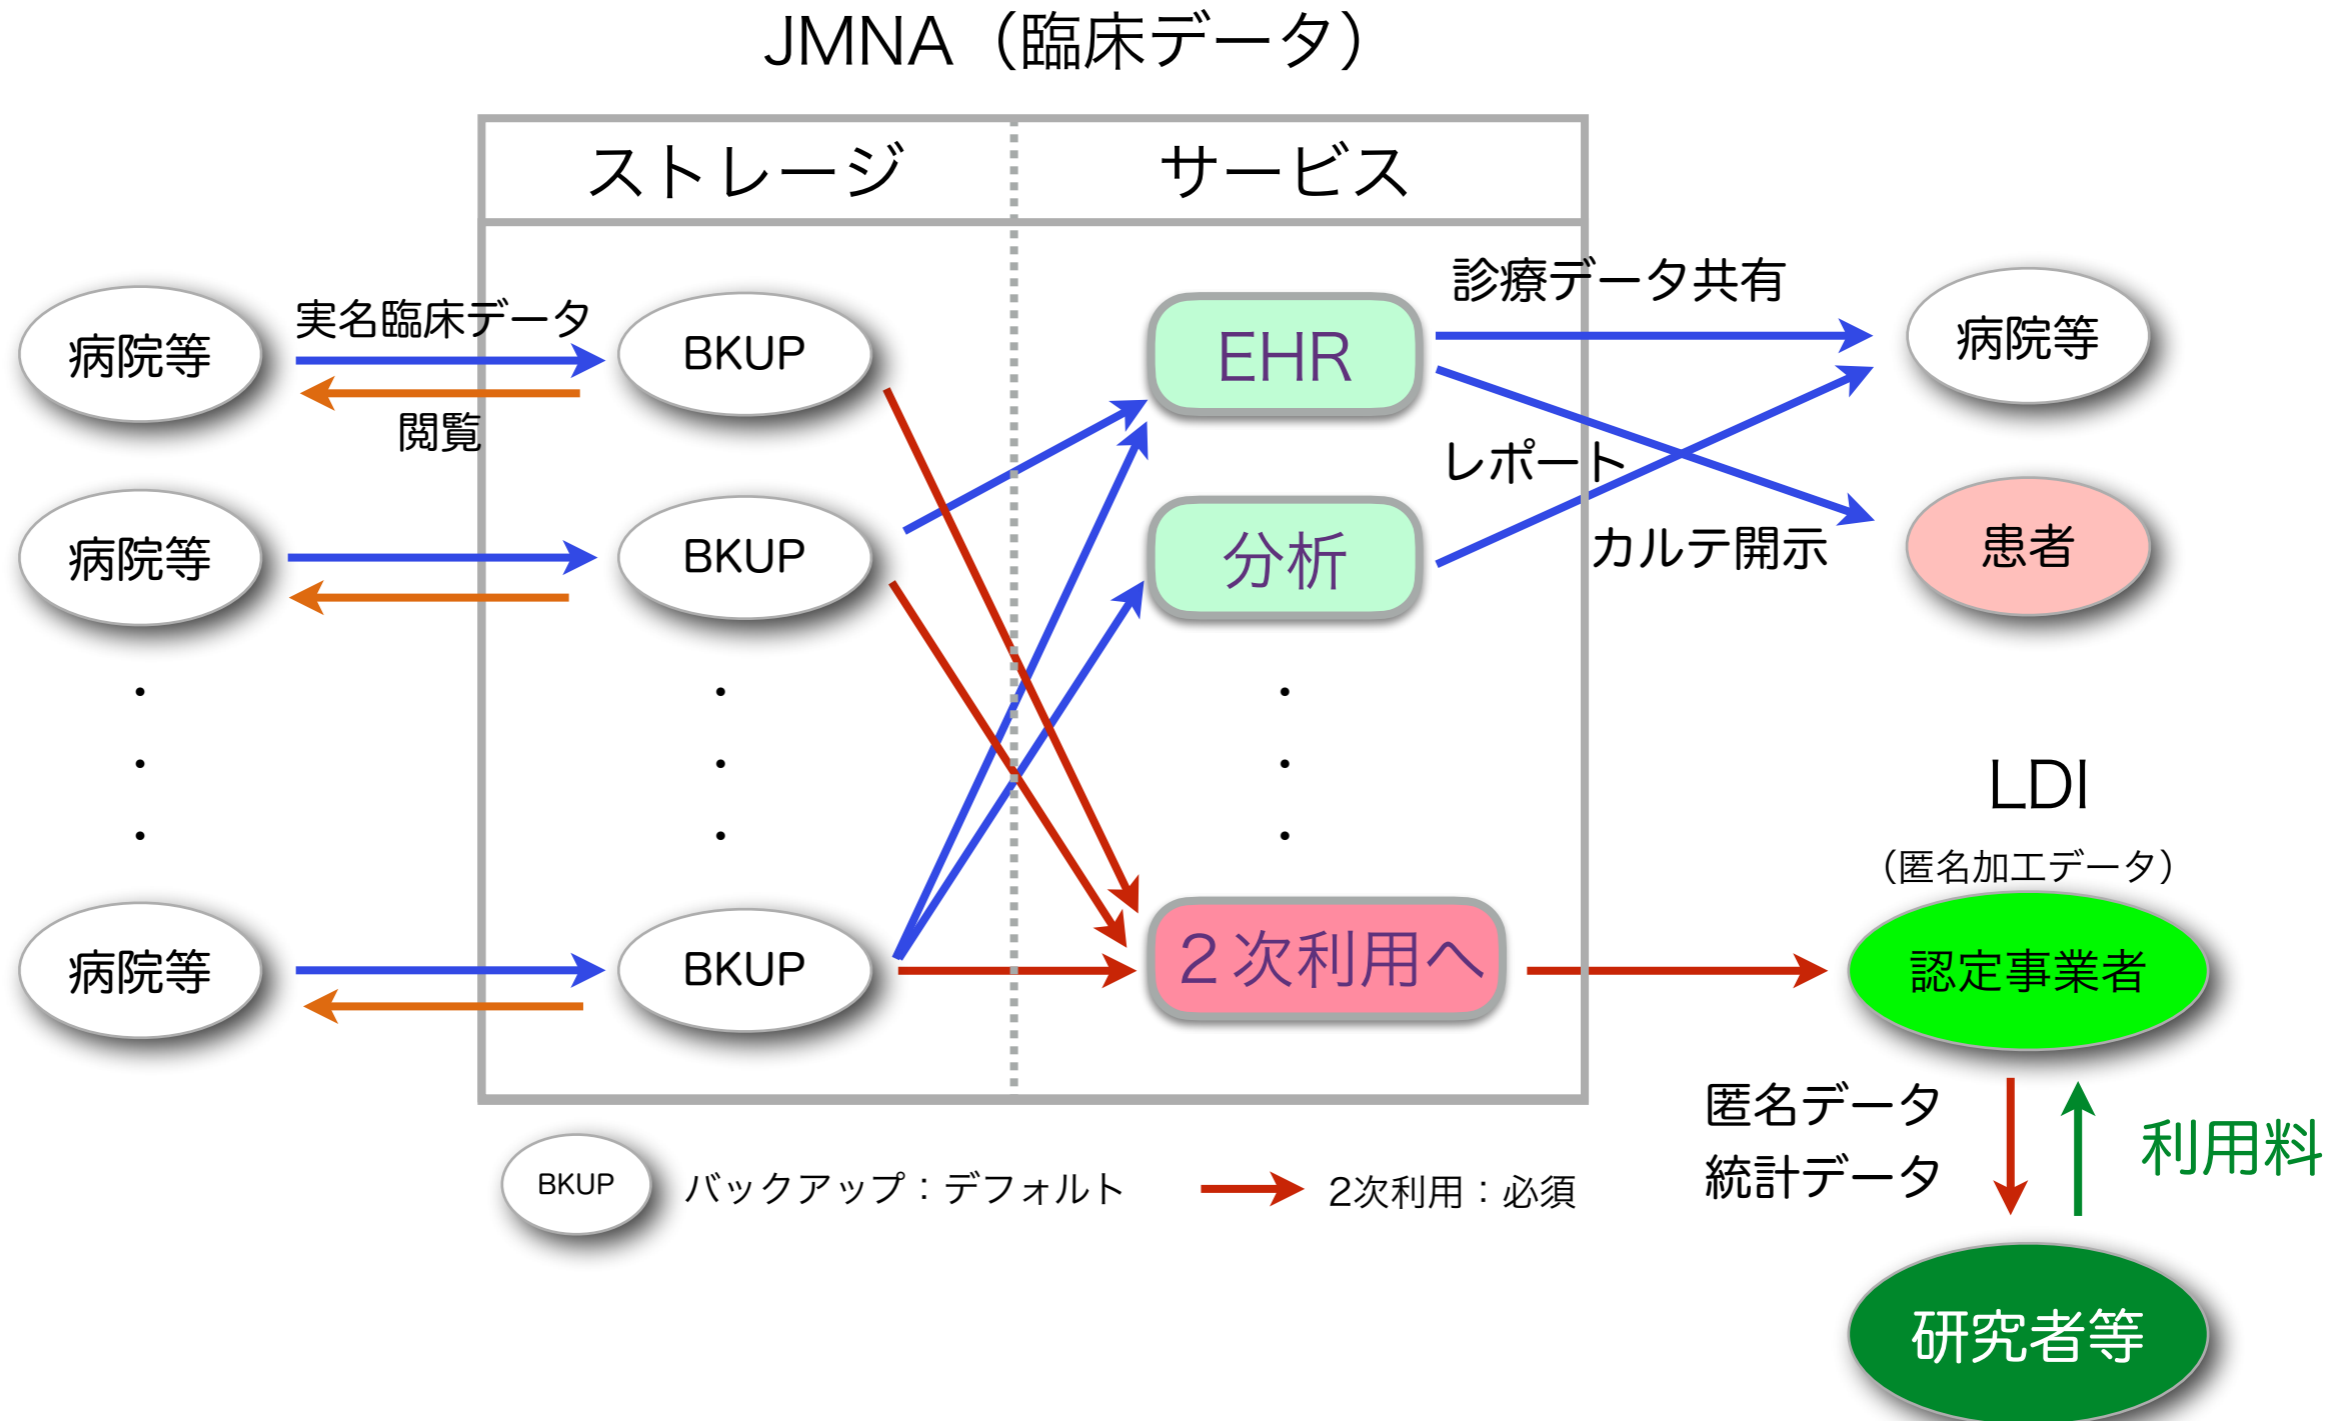 JMNA（臨床データ）
ストレージ
サービス
病院等
実名臨床データ
閲覧
BKUP
EHR
診療データ共有
病院等
病院等
BKUP
分析
レポート
カルテ開示
患者
・
・
・
・
・
・
・
・
・
LDI
（匿名加工データ）
病院等
BKUP
２次利用へ
認定事業者
匿名データ
統計データ
利用料
研究者等
BKUP
バックアップ：デフォルト
2次利用：必須